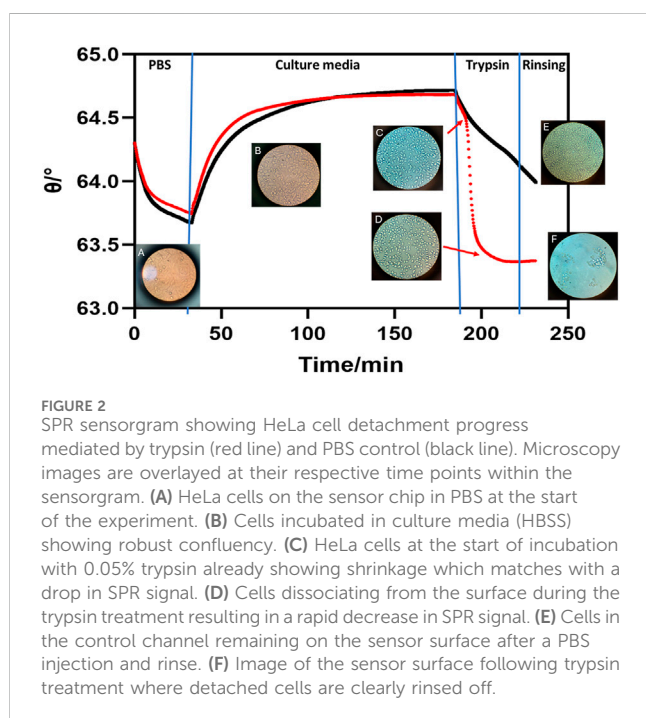 65.0
PBS
Culture media
Trypsin
Rinsing
64.5
64.0
63.5
63.0
θ/°
A
B
C
D
E
F
0
50
100
150
200
250
Time/min
FIGURE 2
SPR sensorgram showing HeLa cell detachment progress
mediated by trypsin (red line) and PBS control (black line). Microscopy
images are overlayed at their respective time points within the
sensorgram. (A) HeLa cells on the sensor chip in PBS at the start
of the experiment. (B) Cells incubated in culture media (HBSS)
showing robust confluency. (C) HeLa cells at the start of incubation
with 0.05% trypsin already showing shrinkage which matches with a
drop in SPR signal. (D) Cells dissociating from the surface during the
trypsin treatment resulting in a rapid decrease in SPR signal. (E) Cells in
the control channel remaining on the sensor surface after a PBS
injection and rinse. (F) Image of the sensor surface following trypsin
treatment where detached cells are clearly rinsed off.